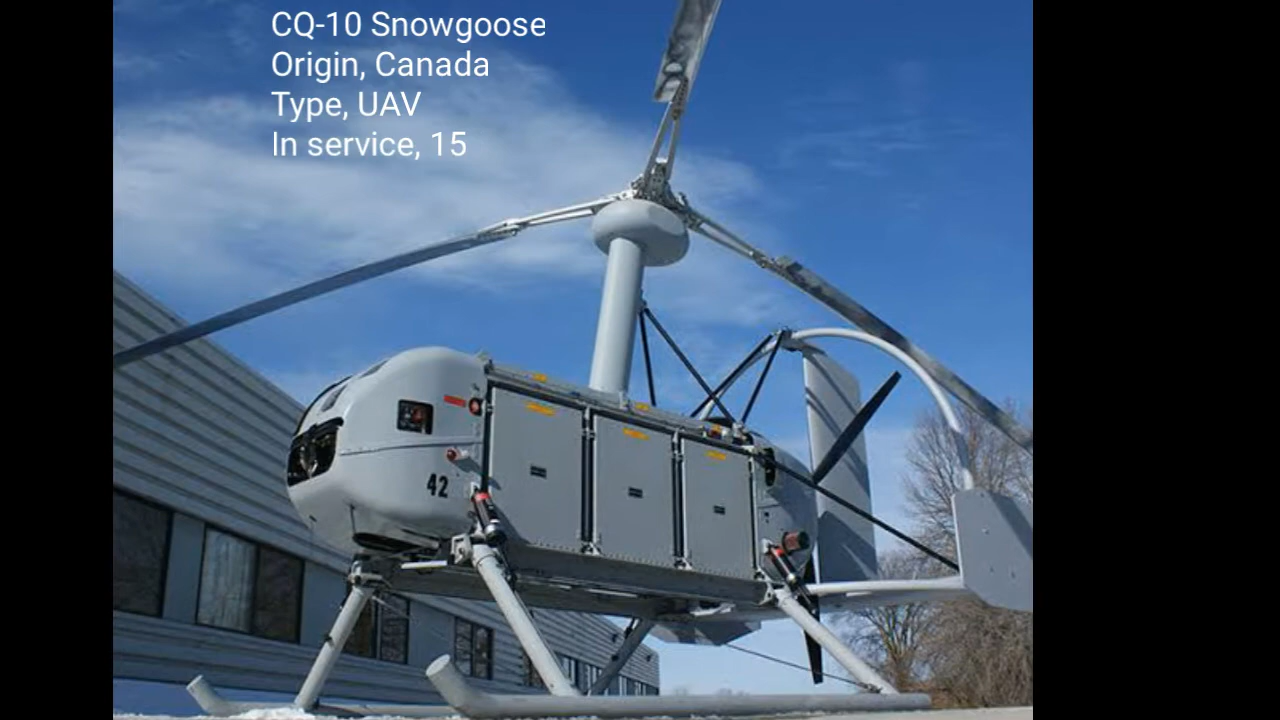 CQ-10 Snowgoose
Origin, Canada
Type, UAV
In service, 15
42